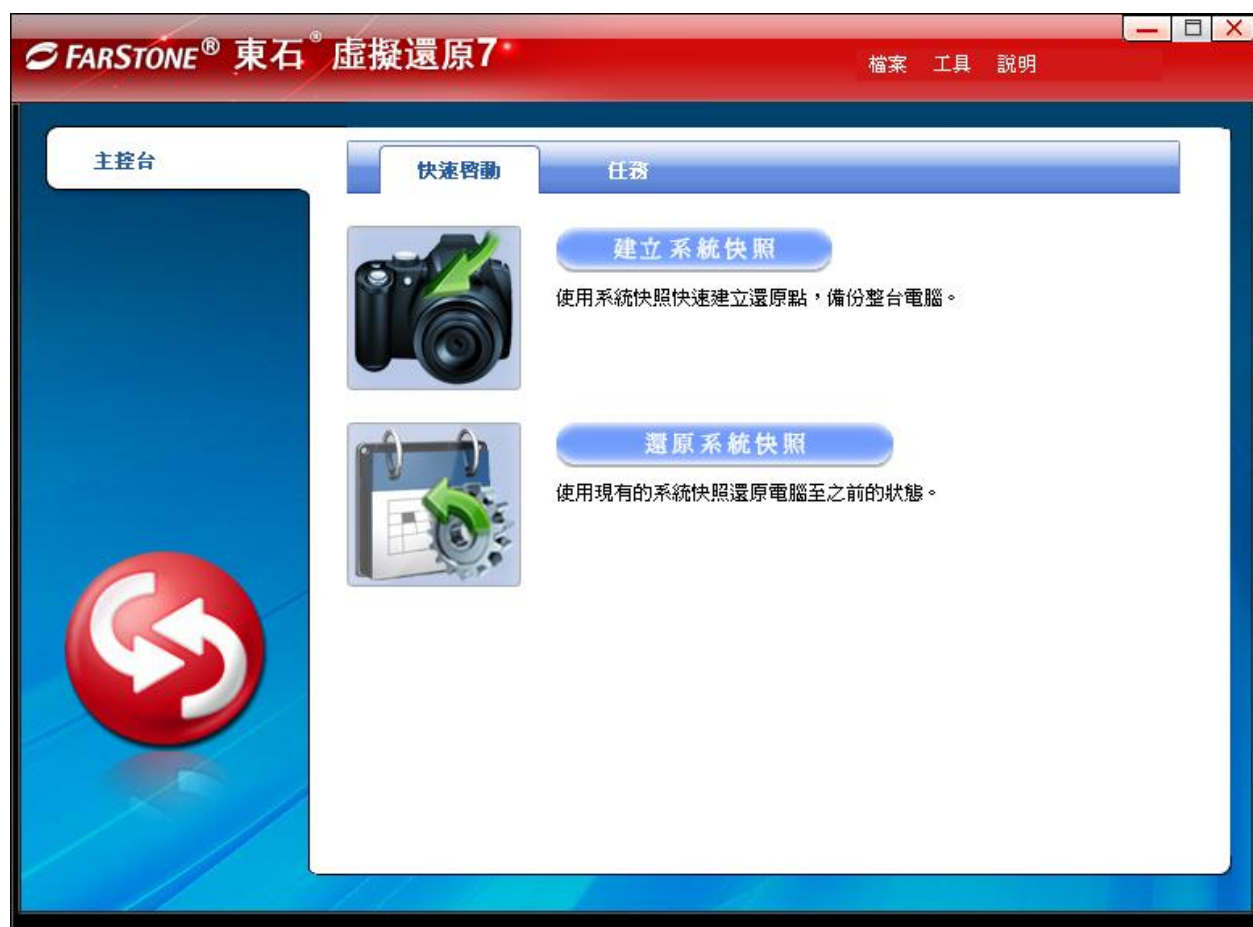 FARSTONE® 東石® 虛擬還原7
檔案 工具 說明
主控台
快速啓動 任務
建立系統快照
使用系統快照快速建立還原點，備份整台電腦。
還原系統快照
使用現有的系統快照還原電腦至之前的狀態。